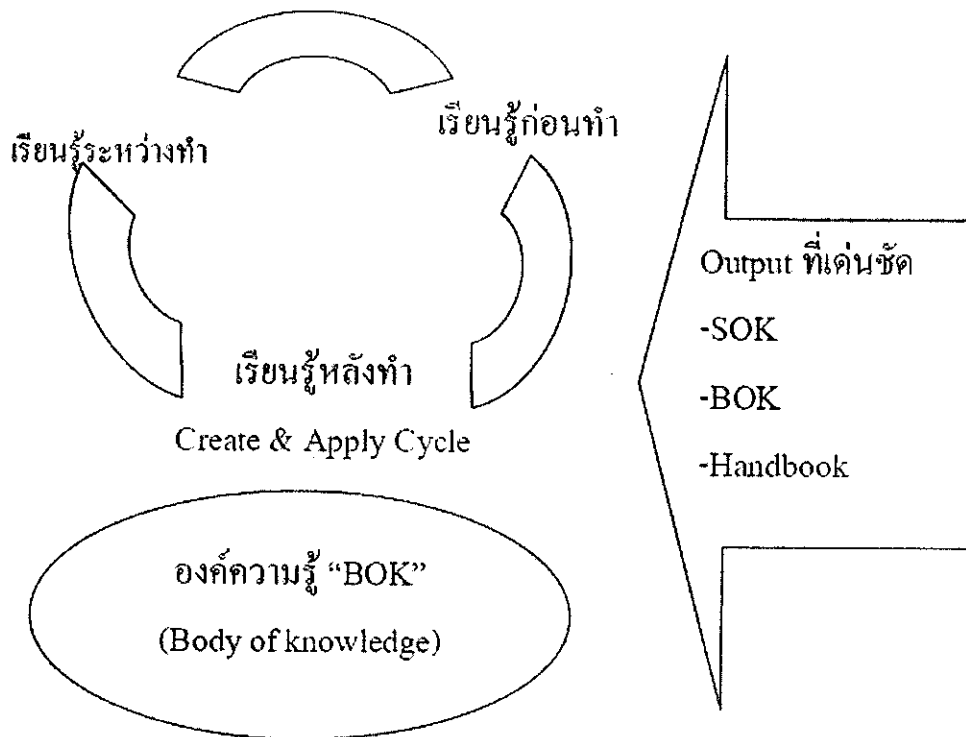 เรียนรู้ก่อนทำ
เรียนรู้ระหว่างทำ
เรียนรู้หลังทำ
Create & Apply Cycle
องค์ความรู้ “BOK”
(Body of knowledge)
Output ที่เด่นชัด
-SOK
-BOK
-Handbook